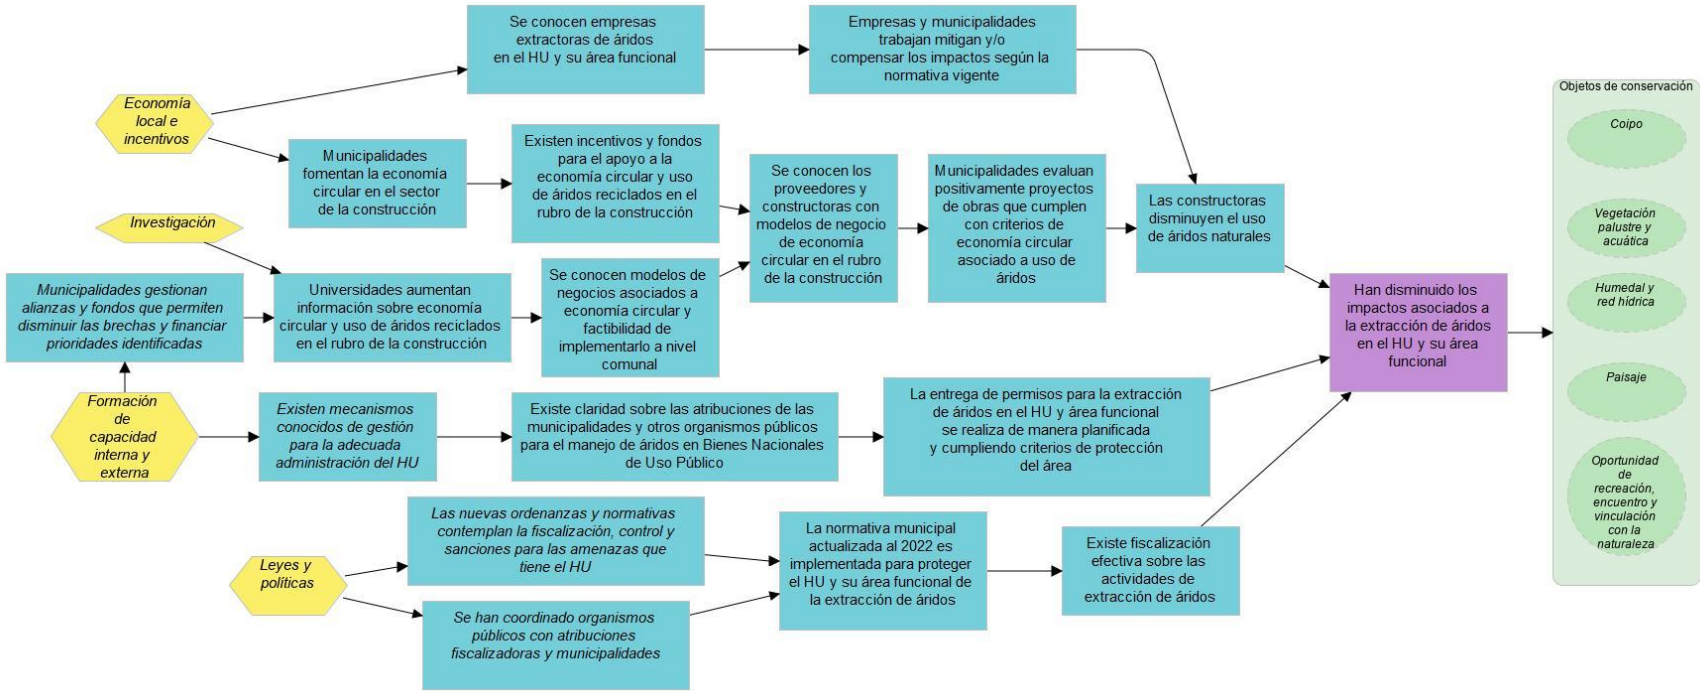 Se conocen empresas
extractoras de áridos
en el HU y su área funcional
Empresas y municipalidades
trabajan mitigan y/o
compensar los impactos según la
normativa vigente
Economía
local e
incentivos
Municipalidades
fomentan la economía
circular en el sector
de la construcción
Existen incentivos y fondos
para el apoyo a la
economía circular y uso
de áridos reciclados en el
rubro de la construcción
Se conocen los
proveedores y
constructoras con
modelos de negocio
de economía
circular en el rubro
de la construcción
Municipalidades evaluan
positivamente proyectos
de obras que cumplen
con criterios de
economía circular
asociado a uso de
áridos
Las constructoras
disminuyen el uso
de áridos naturales
Investigación
Municipalidades gestionan
alianzas y fondos que permiten
disminuir las brechas y financiar
prioridades identificadas
Universidades aumentan
información sobre economía
circular y uso de áridos reciclados
en el rubro de la construcción
Se conocen modelos de
negocios asociados a
economía circular y
factibilidad de
implementarlo a nivel
comunal
Han disminuido los
impactos asociados a
la extracción de áridos
en el HU y su área
funcional
Formación
de
capacidad
interna y
externa
Existen mecanismos
conocidos de gestión
para la adecuada
administración del HU
Existe claridad sobre las atribuciones de las
municipalidades y otros organismos públicos
para el manejo de áridos en Bienes Nacionales
de Uso Público
La entrega de permisos para la extracción
de áridos en el HU y área funcional
se realiza de manera planificada
y cumpliendo criterios de protección
del área
Leyes y
políticas
Las nuevas ordenanzas y normativas
contemplan la fiscalización, control y
sanciones para las amenazas que
tiene el HU
Se han coordinado organismos
públicos con atribuciones
fiscalizadoras y municipalidades
La normativa municipal
actualizada al 2022 es
implementada para proteger
el HU y su área funcional de
la extracción de áridos
Existe fiscalización
efectiva sobre las
actividades de
extracción de áridos
Objetos de conservación
Coipo
Vegetación
palustre y
acuática
Humedal y
red hídrica
Paisaje
Oportunidad
de
recreación,
encuentro y
vinculación
con la
naturaleza